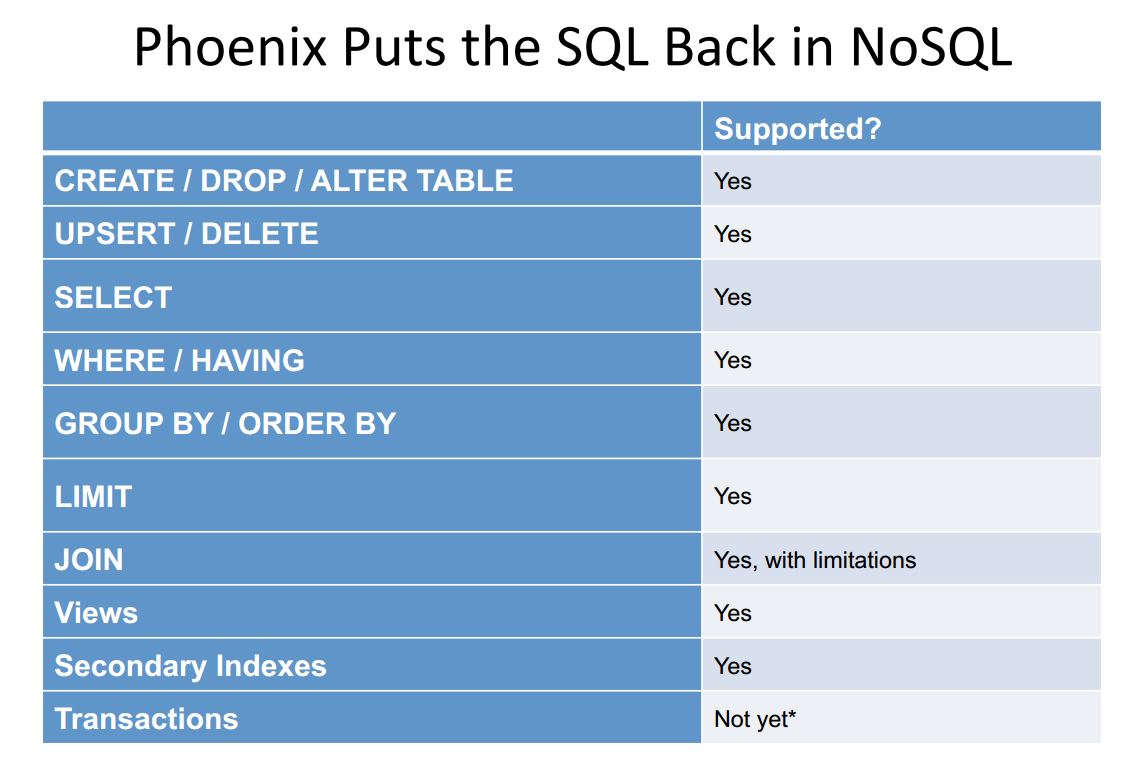 Phoenix Puts the SQL Back in NoSQL
Supported?
CREATE / DROP / ALTER TABLE Yes
UPSERT / DELETE Yes
SELECT Yes
WHERE / HAVING Yes
GROUP BY / ORDER BY Yes
LIMIT Yes
JOIN Yes, with limitations
Views Yes
Secondary Indexes Yes
Transactions Not yet*